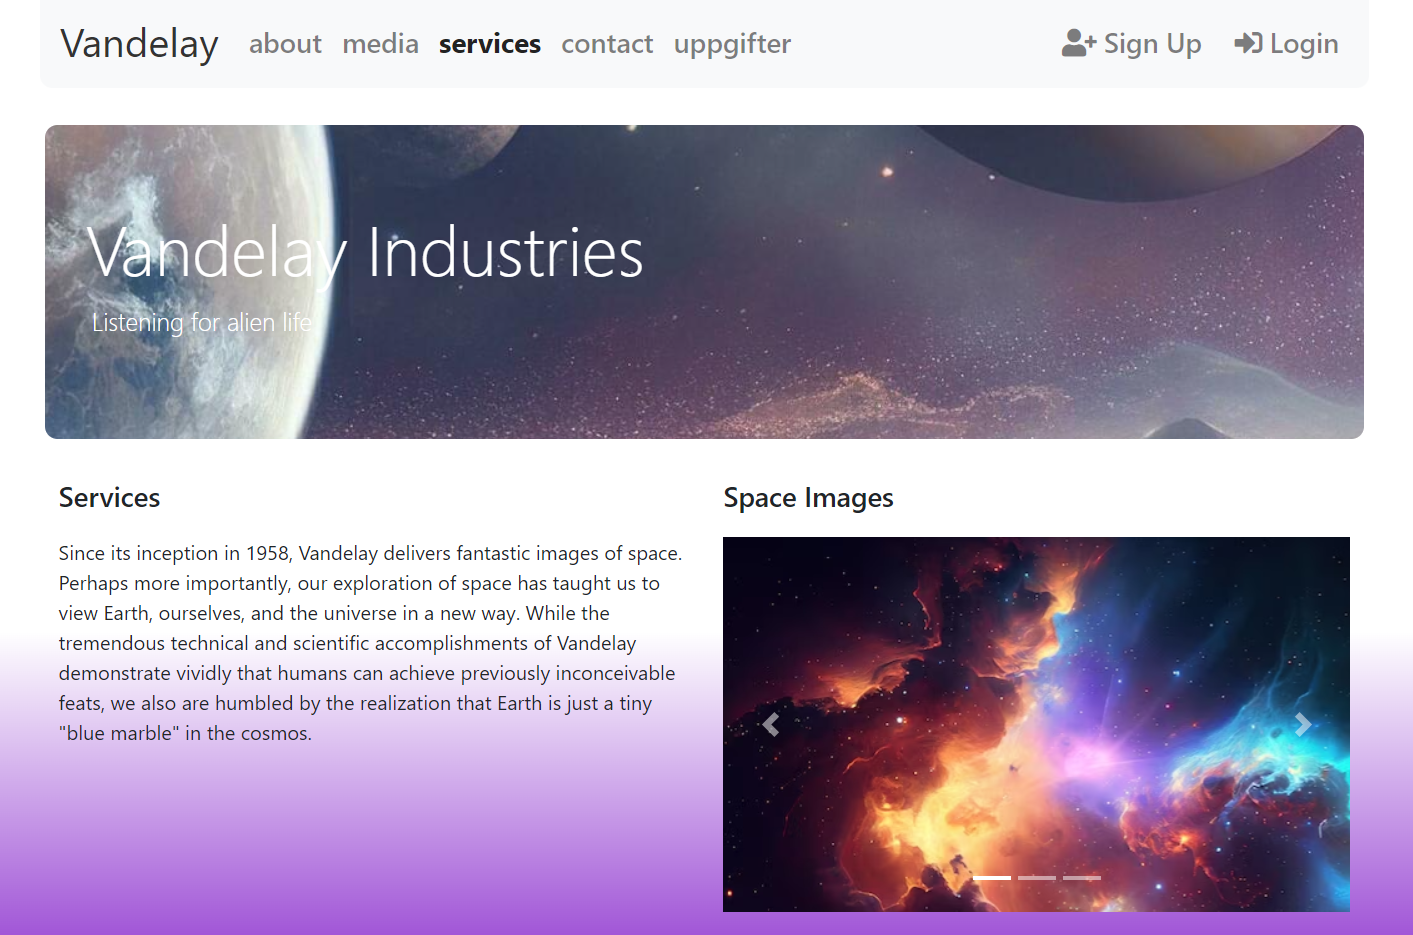 Vandelay about media services contact uppgifter Sign Up Login
Vandelay Industries
Listening for alien life
Services
Since its inception in 1958, Vandelay delivers fantastic images of space.
Perhaps more importantly, our exploration of space has taught us to
view Earth, ourselves, and the universe in a new way. While the
tremendous technical and scientific accomplishments of Vandelay
demonstrate vividly that humans can achieve previously inconceivable
feats, we also are humbled by the realization that Earth is just a tiny
"blue marble" in the cosmos.
Space Images